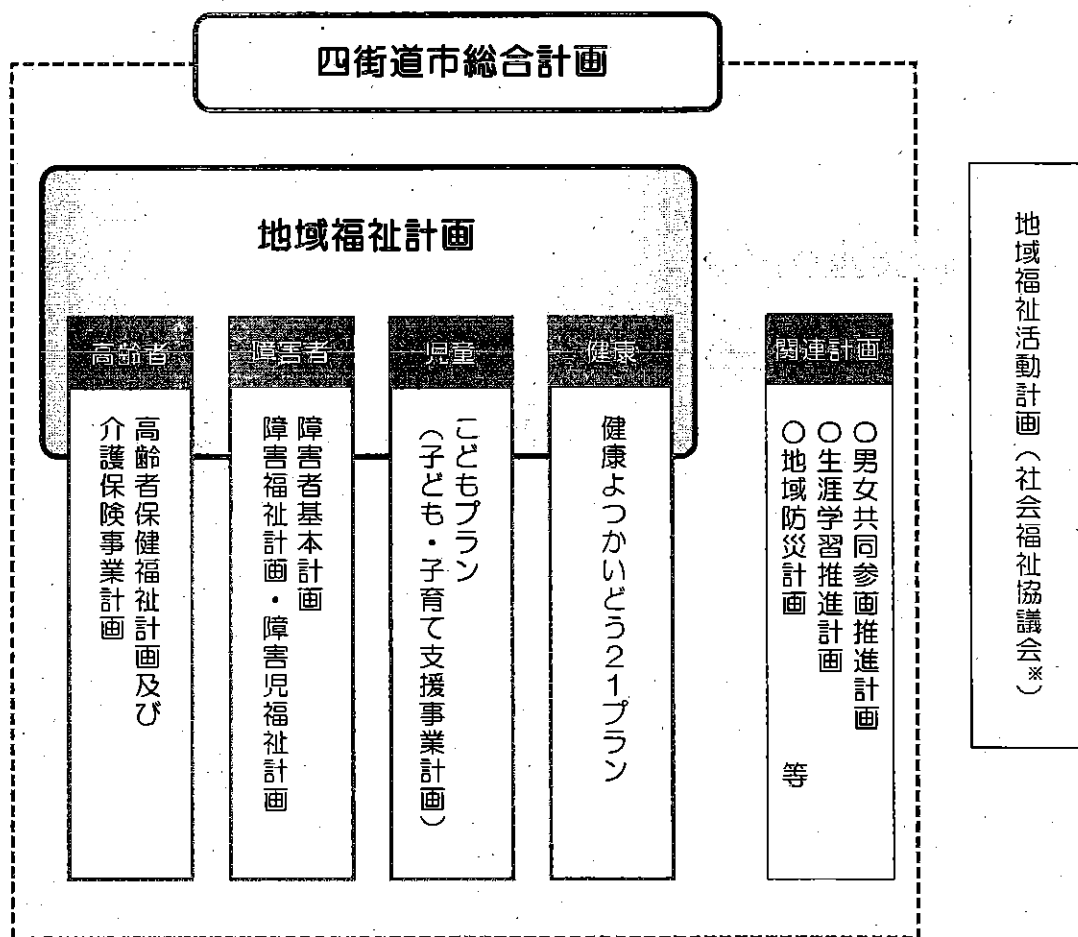 四街道市総合計画
地域福祉計画
高齢者
高齢者保健福祉計画及び
介護保険事業計画
障害者
障害者基本計画
障害福祉計画・障害児福祉計画
児童
こどもプラン
（子ども・子育て支援事業計画）
健康
健康よつかいどう21プラン
関連計画
○男女共同参画推進計画
○生涯学習推進計画
○地域防災計画　等
地域福祉活動計画（社会福祉協議会※）